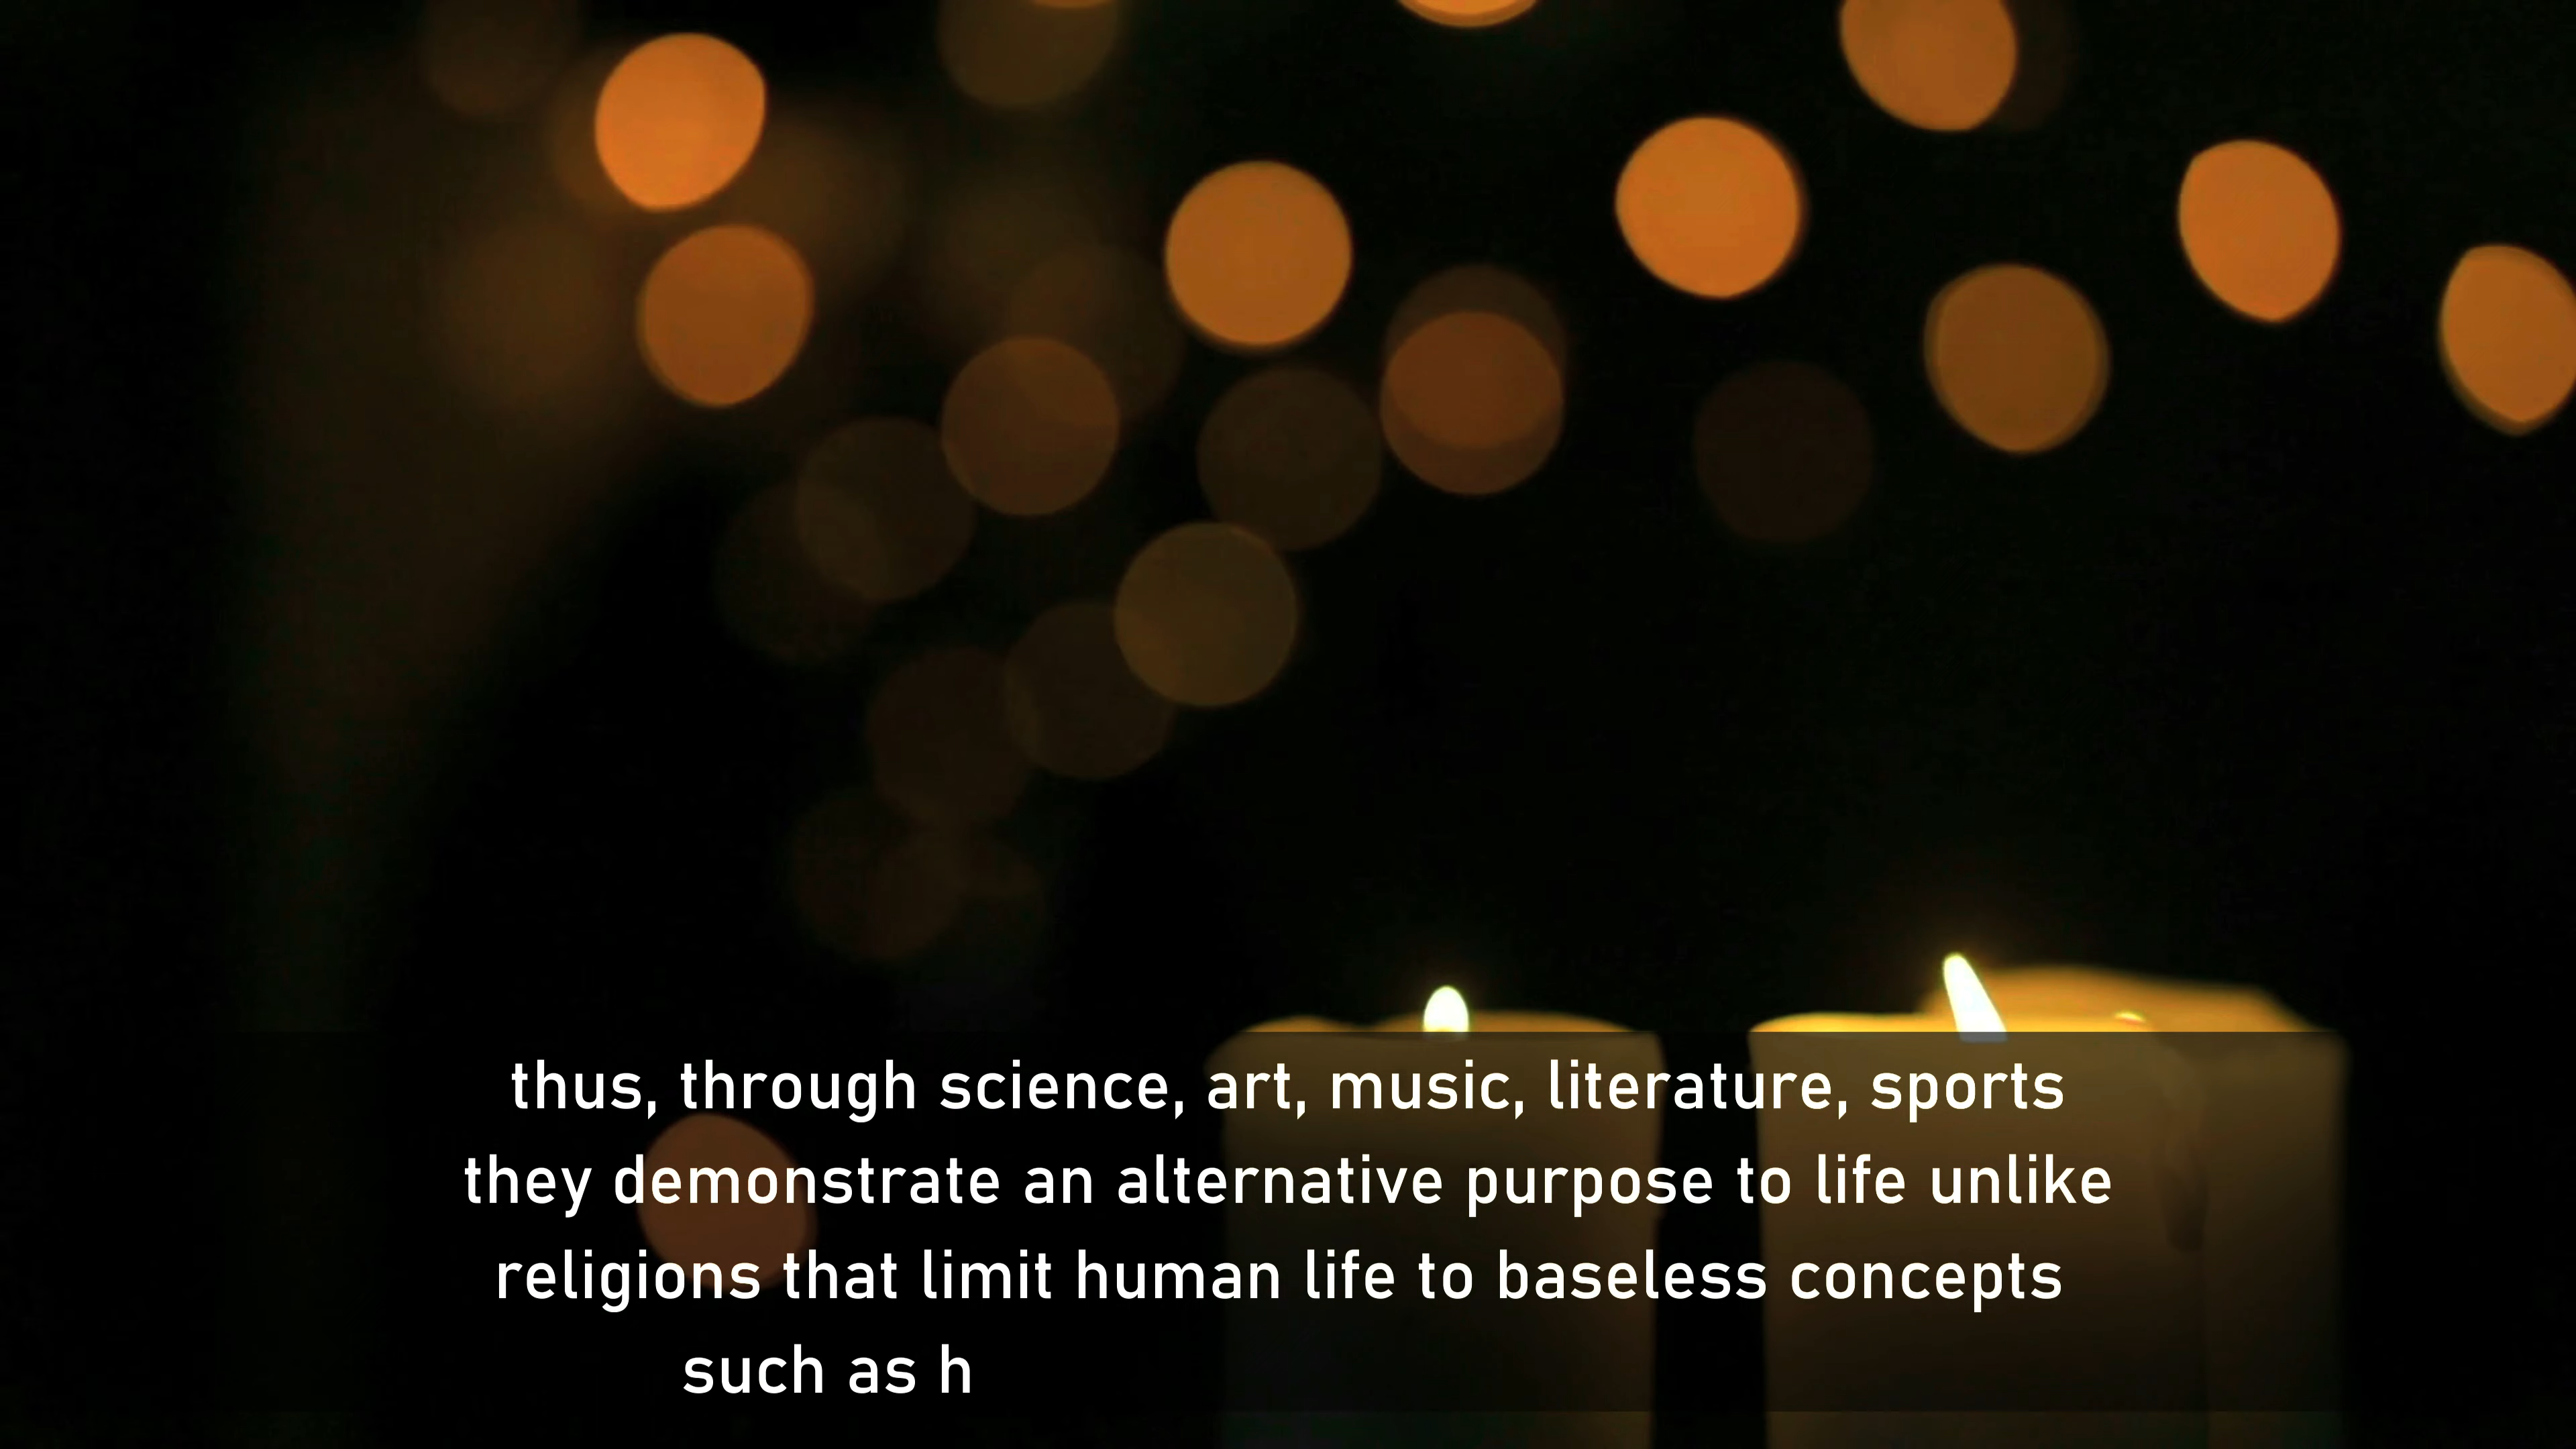 thus, through science, art, music, literature, sports
they demonstrate an alternative purpose to life unlike
religions that limit human life to baseless concepts
such as h